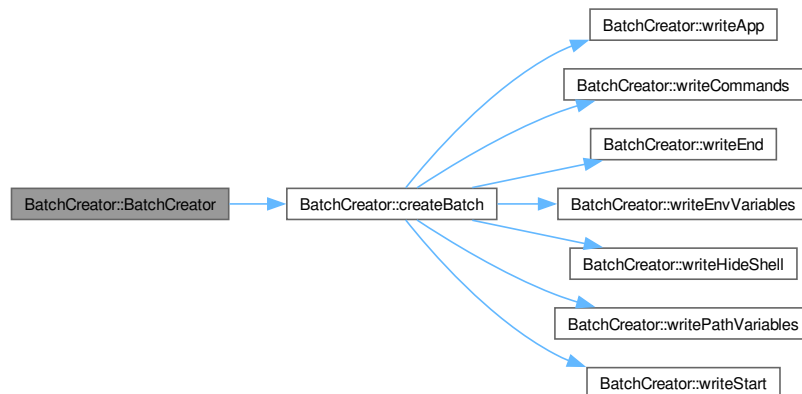 BatchCreator::writeApp
BatchCreator::writeCommands
BatchCreator::writeEnd
BatchCreator::BatchCreator
BatchCreator::createBatch
BatchCreator::writeEnvVariables
BatchCreator::writeHideShell
BatchCreator::writePathVariables
BatchCreator::writeStart